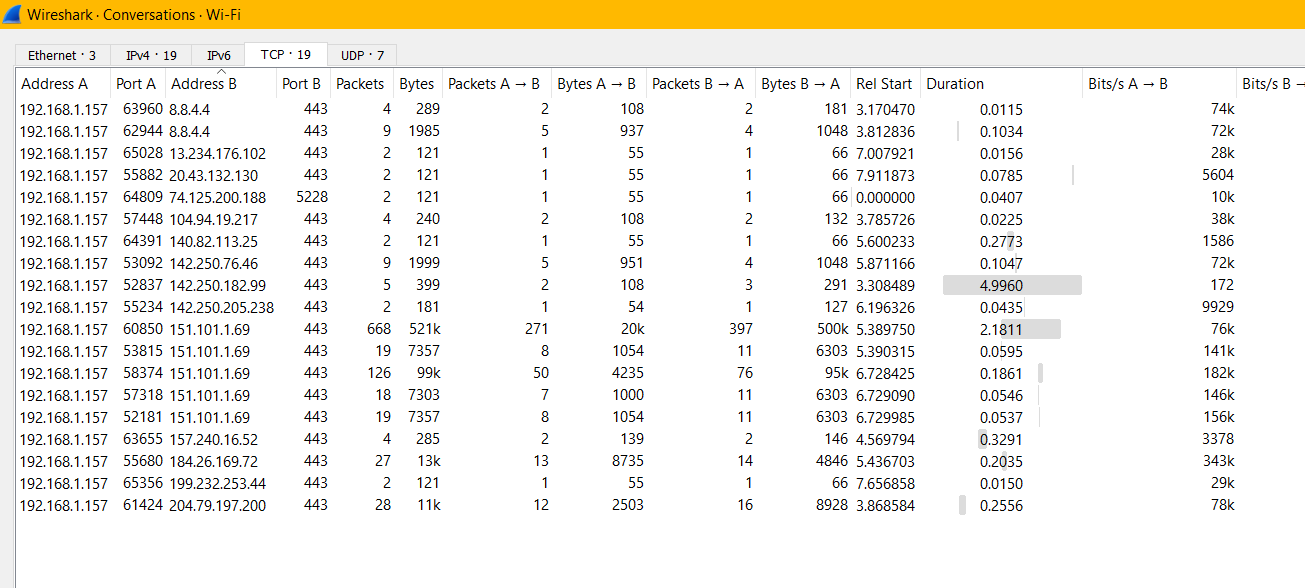 Wireshark · Conversations · Wi-Fi
Ethernet · 3 IPv4 · 19 IPv6 TCP · 19 UDP · 7
Address A Port A Address B Port B Packets Bytes Packets A → B Bytes A → B Packets B → A Bytes B → A Rel Start Duration Bits/s A → B Bits/s B →
192.168.1.157 63960 8.8.4.4 443 4 289 2 108 2 181 3.170470 0.0115 74k
192.168.1.157 62944 8.8.4.4 443 9 1985 5 937 4 1048 3.812836 0.1034 72k
192.168.1.157 65028 13.234.176.102 443 2 121 1 55 1 66 7.007921 0.0156 28k
192.168.1.157 55882 20.43.132.130 443 2 121 1 55 1 66 7.911873 0.0785 5604
192.168.1.157 64809 74.125.200.188 5228 2 121 1 55 1 66 0.000000 0.0407 10k
192.168.1.157 57448 104.94.19.217 443 4 240 2 108 2 132 3.785726 0.0225 38k
192.168.1.157 64391 140.82.113.25 443 2 121 1 55 1 66 5.600233 0.2773 1586
192.168.1.157 53092 142.250.76.46 443 9 1999 5 951 4 1048 5.871166 0.1047 72k
192.168.1.157 52837 142.250.182.99 443 5 399 2 108 3 291 3.308489 4.9960 172
192.168.1.157 55234 142.250.205.238 443 2 181 1 54 1 127 6.196326 0.0435 9929
192.168.1.157 60850 151.101.1.69 443 668 521k 271 20k 397 500k 5.389750 2.1811 76k
192.168.1.157 53815 151.101.1.69 443 19 7357 8 1054 11 6303 5.390315 0.0595 141k
192.168.1.157 58374 151.101.1.69 443 126 99k 50 4235 76 95k 6.728425 0.1861 182k
192.168.1.157 57318 151.101.1.69 443 18 7303 7 1000 11 6303 6.729090 0.0546 146k
192.168.1.157 52181 151.101.1.69 443 19 7357 8 1054 11 6303 6.729985 0.0537 156k
192.168.1.157 63655 157.240.16.52 443 4 285 2 139 2 146 4.569794 0.3291 3378
192.168.1.157 55680 184.26.169.72 443 27 13k 13 8735 14 4846 5.436703 0.2035 343k
192.168.1.157 65356 199.232.253.44 443 2 121 1 55 1 66 7.656858 0.0150 29k
192.168.1.157 61424 204.79.197.200 443 28 11k 12 2503 16 8928 3.868584 0.2556 78k